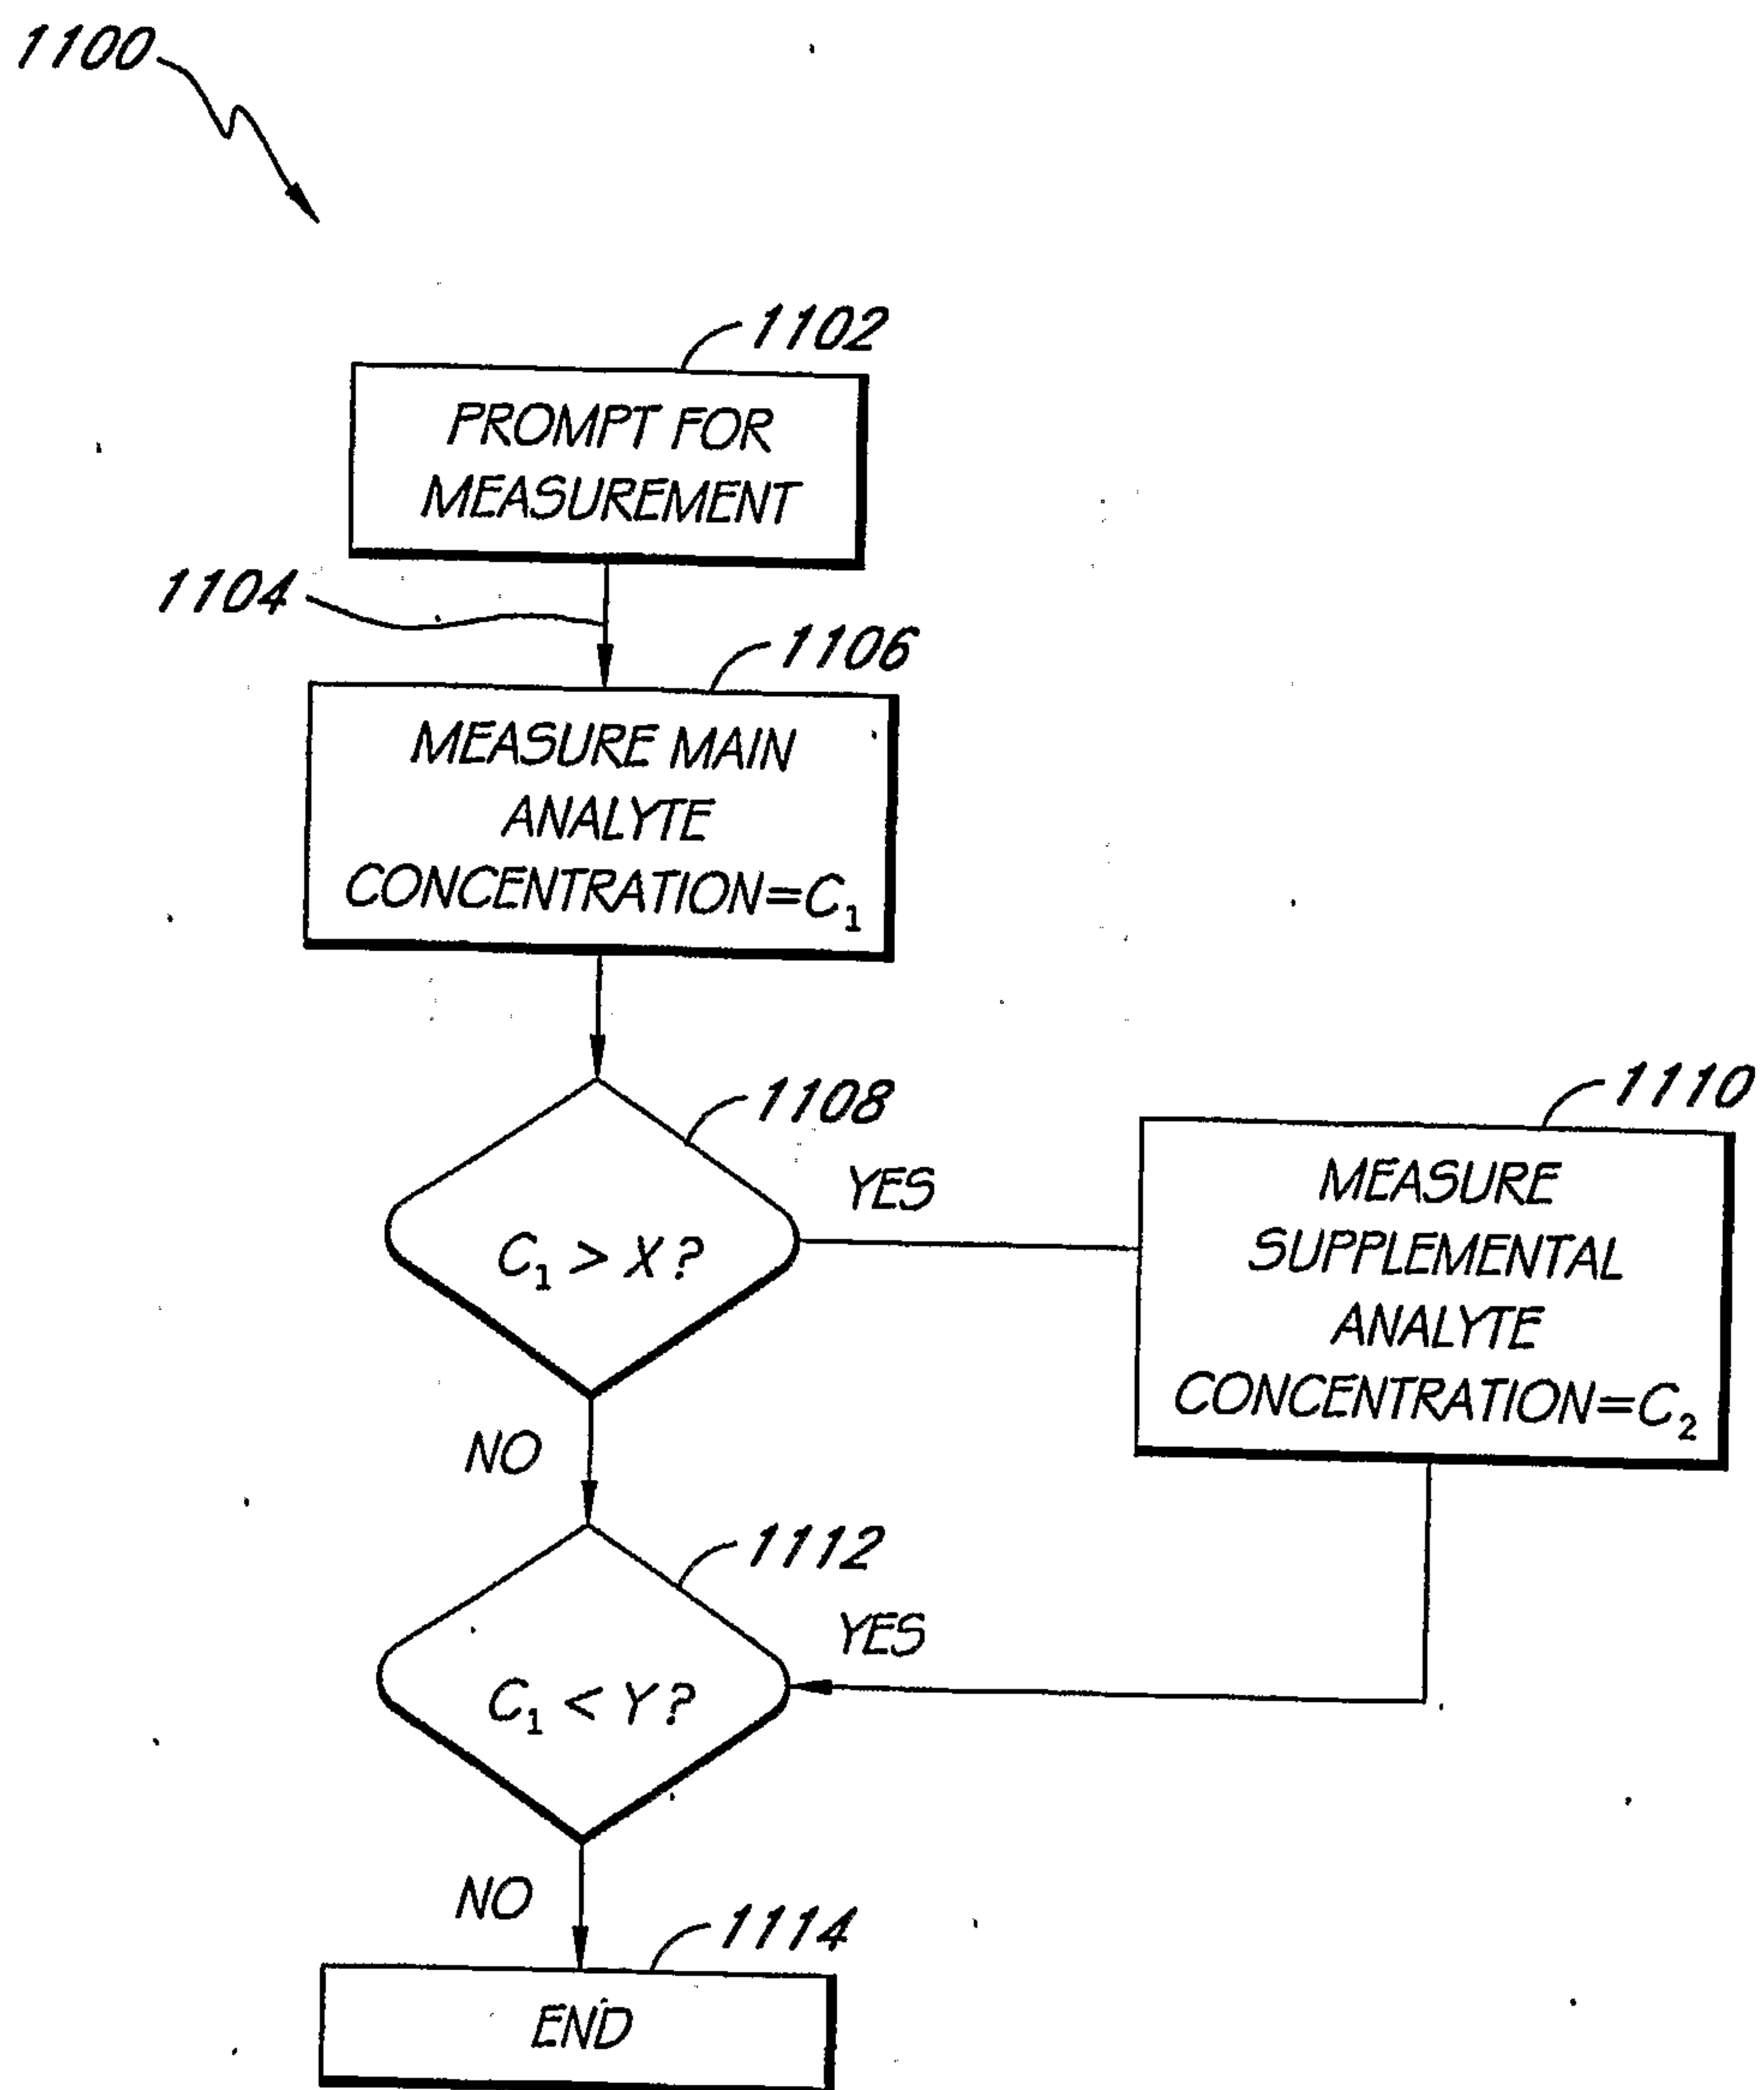 1100
1102
PROMPT FOR
MEASUREMENT
1104
1106
MEASURE MAIN
ANALYTE
CONCENTRATION=C₁
1108
C₁ > X?
YES
1110
MEASURE
SUPPLEMENTAL
ANALYTE
CONCENTRATION=C₂
NO
1112
C₁ < Y?
YES
NO
1114
END